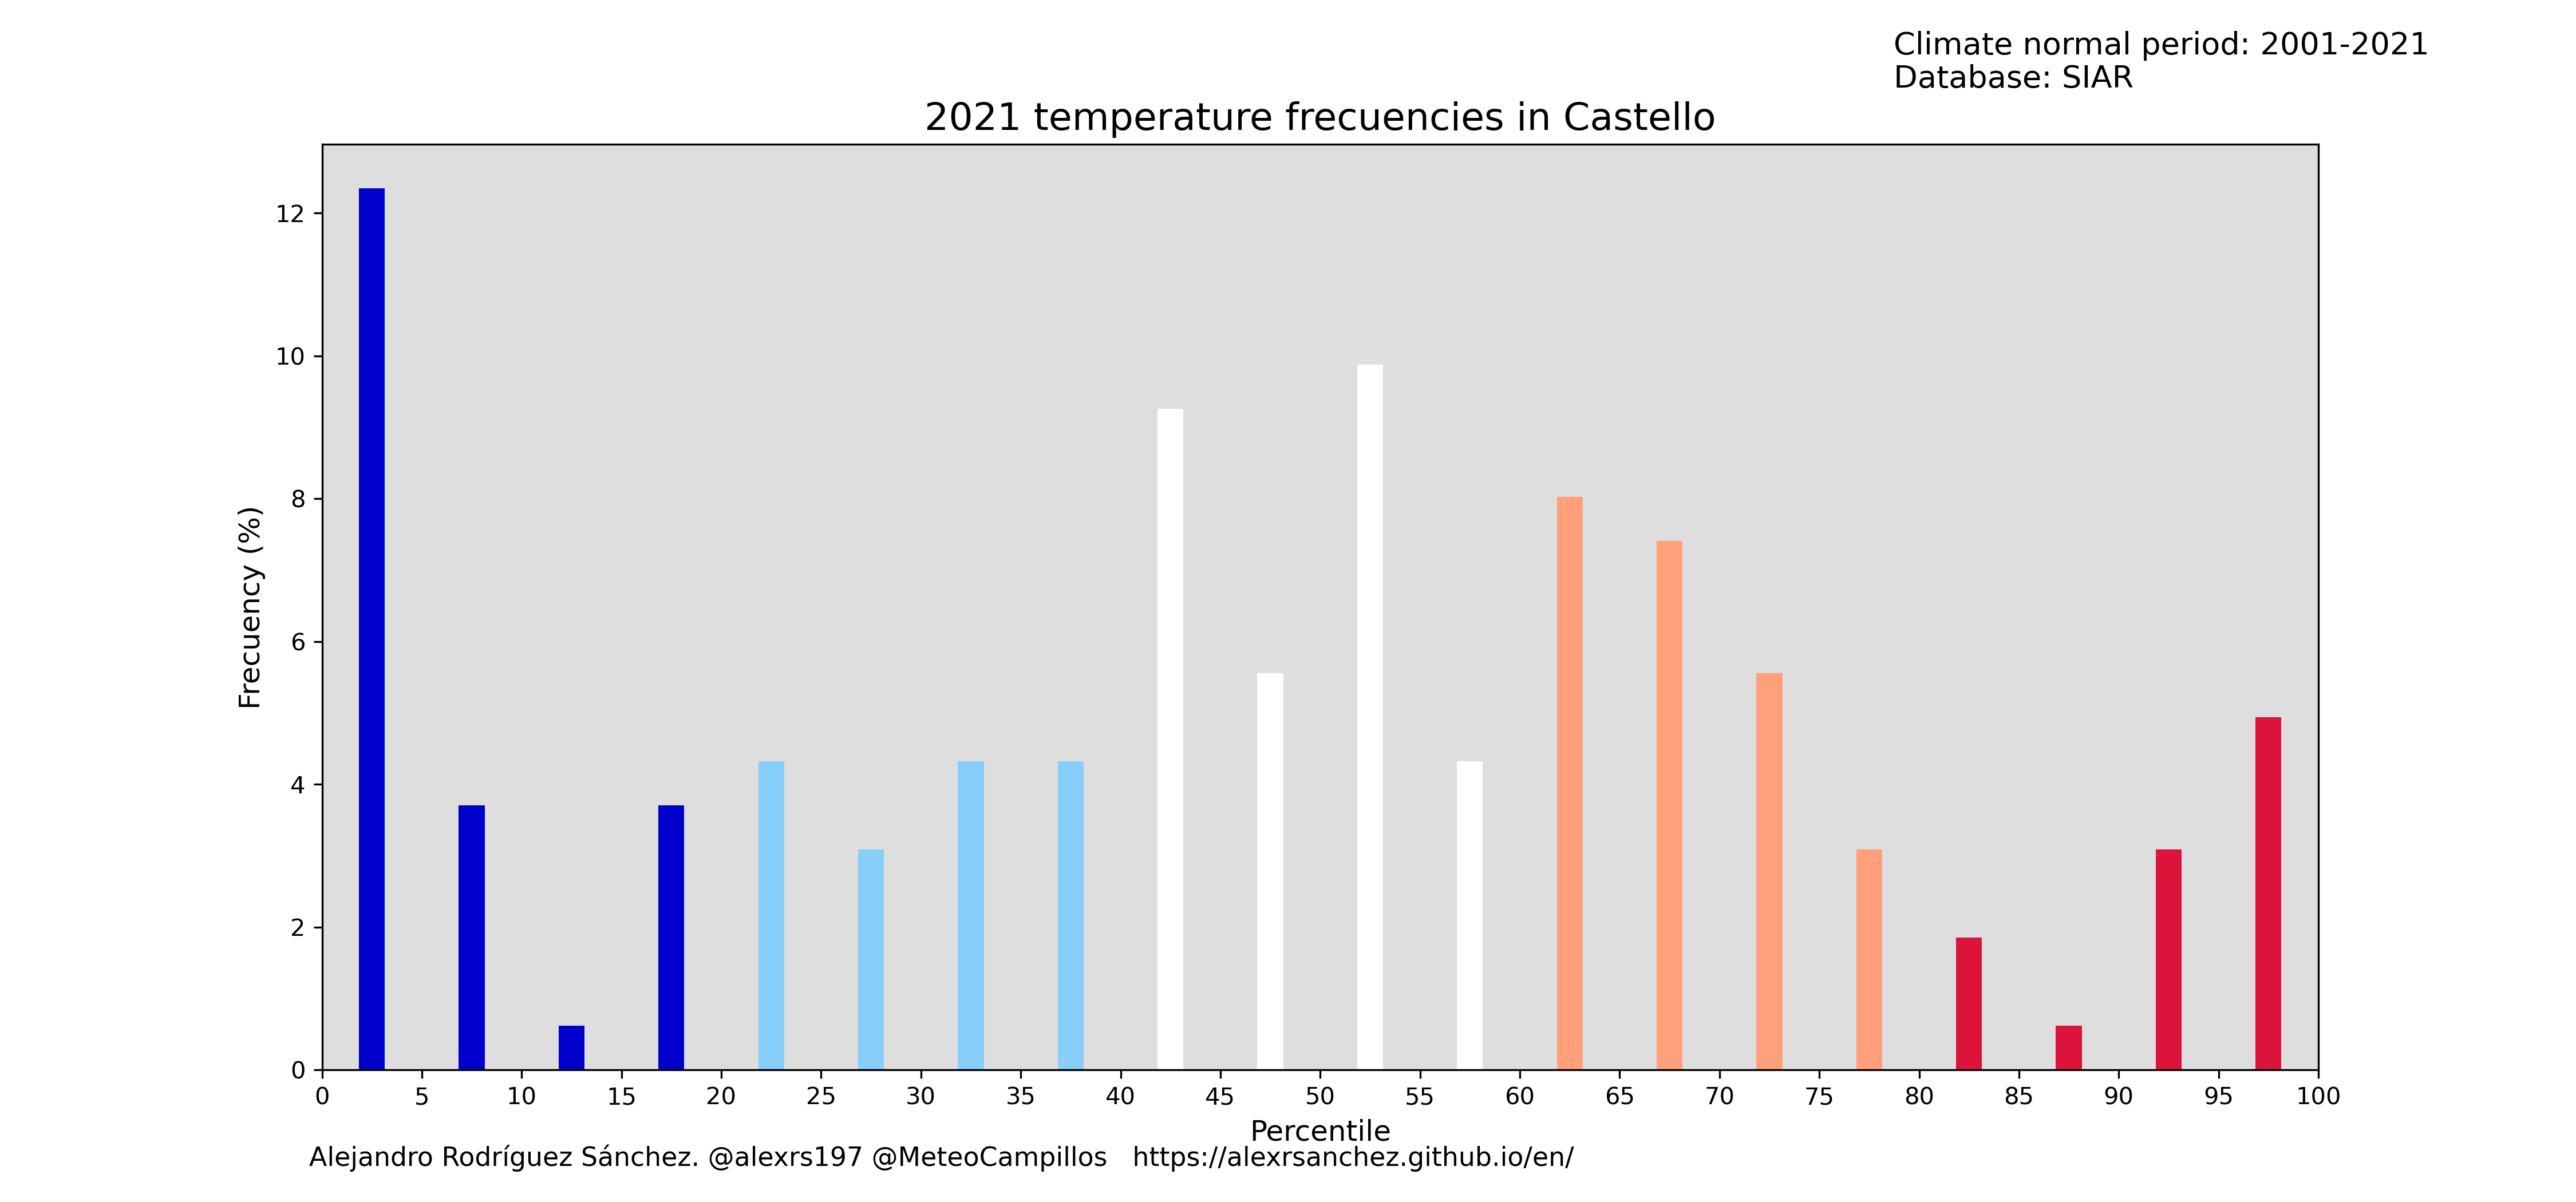 Climate normal period: 2001-2021
Database: SIAR
2021 temperature frecuencies in Castello
12
10
8
6
4
2
0
Frecuency (%)
0 5 10 15 20 25 30 35 40 45 50 55 60 65 70 75 80 85 90 95 100
Percentile
Alejandro Rodríguez Sánchez. @alexrs197 @MeteoCampillos https://alexrsanchez.github.io/en/